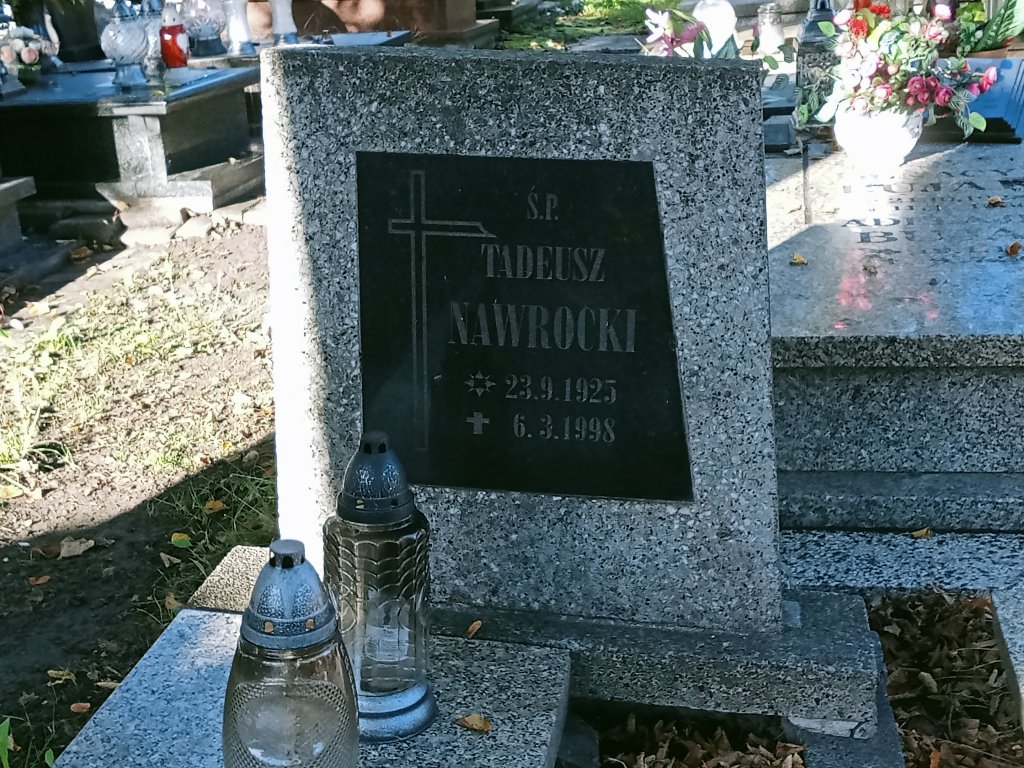 Ś.P.
TADEUSZ
NAWROCKI
23.9.1925
6.3.1998